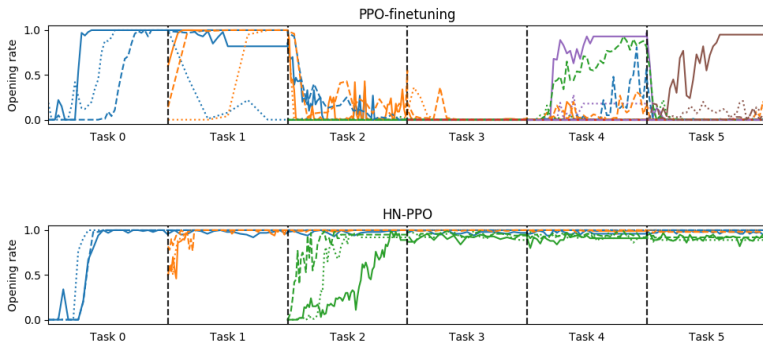 PPO-finetuning
1.0
0.5
0.0
Opening rate
Task 0 Task 1 Task 2 Task 3 Task 4 Task 5
HN-PPO
1.0
0.5
0.0
Opening rate
Task 0 Task 1 Task 2 Task 3 Task 4 Task 5